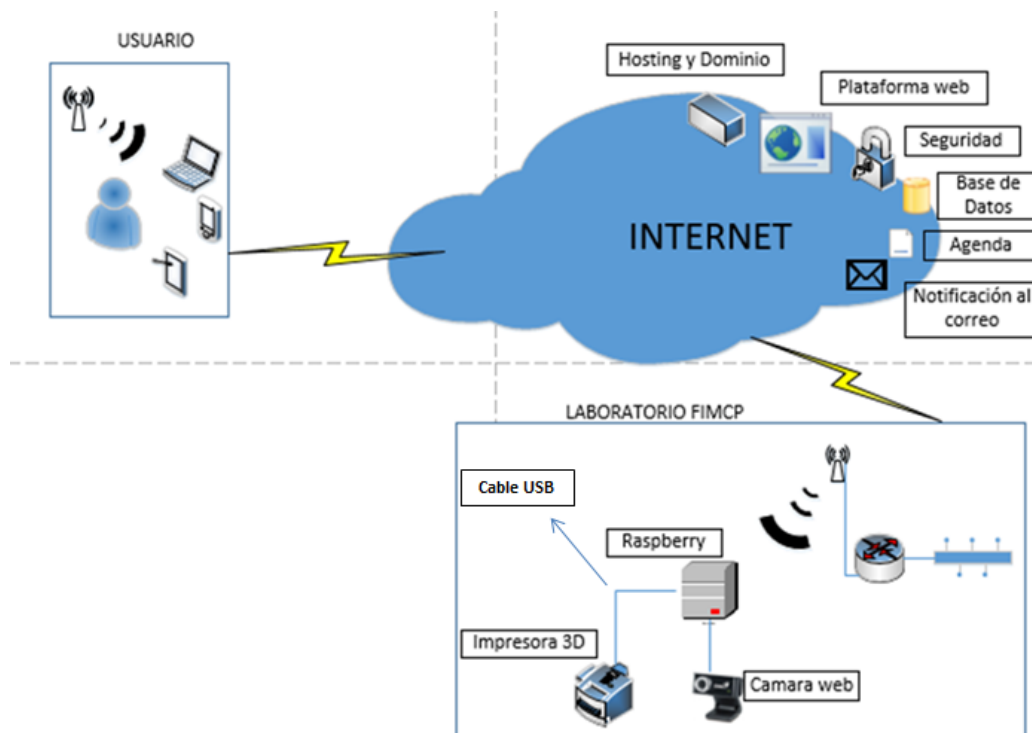 USUARIO
Hosting y Dominio
Plataforma web
Seguridad
Base de
Datos
INTERNET
Agenda
Notificación al
correo
LABORATORIO FIMCP
Cable USB
Raspberry
Impresora 3D
Camara web